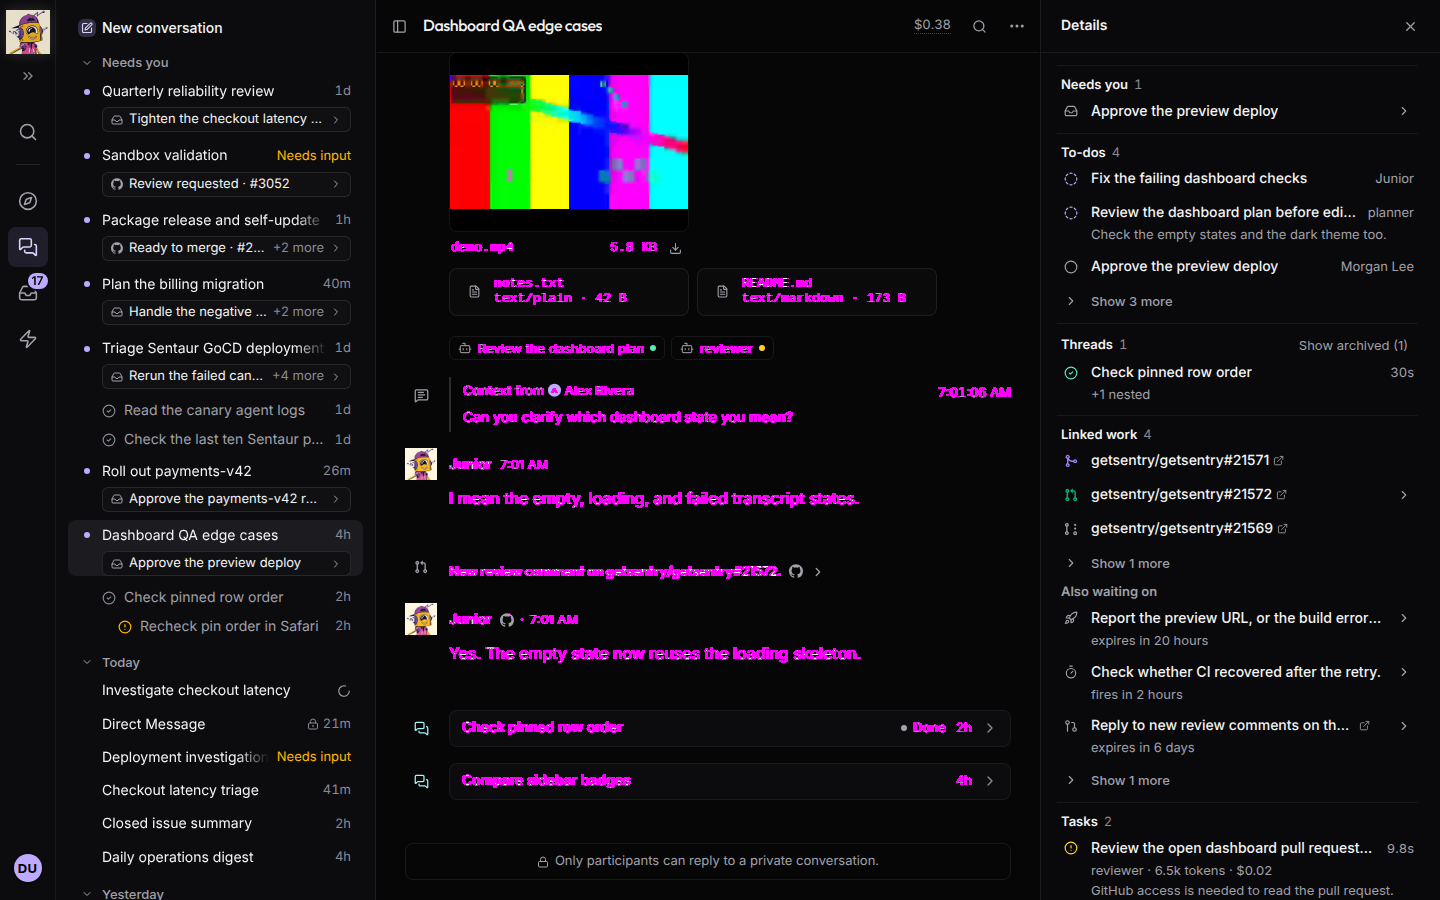 New conversation
Needs you
Quarterly reliability review 1d
Tighten the checkout latency ...
Sandbox validation Needs input
Review requested · #3052
Package release and self-update 1h
Ready to merge · #2... +2 more
Plan the billing migration 40m
Handle the negative ... +2 more
Triage Sentaur GoCD deployment 1d
Rerun the failed can... +4 more
Read the canary agent logs 1d
Check the last ten Sentaur p... 1d
Roll out payments-v42 26m
Approve the payments-v42 r...
Dashboard QA edge cases 4h
Approve the preview deploy
Check pinned row order 2h
Recheck pin order in Safari 2h
Today
Investigate checkout latency
Direct Message 21m
Deployment investigation Needs input
Checkout latency triage 41m
Closed issue summary 2h
Daily operations digest 4h
Yesterday
17
DU
Dashboard QA edge cases $0.38
demo.mp4 5.8 KB
notes.txt
text/plain · 42 B
README.md
text/markdown · 173 B
Review the dashboard plan
reviewer
Context from Alex Rivera 7:01:06 AM
Can you clarify which dashboard state you mean?
Junior 7:01 AM
I mean the empty, loading, and failed transcript states.
New review comment on getsentry/getsentry#21572.
Junior · 7:01 AM
Yes. The empty state now reuses the loading skeleton.
Check pinned row order Done 2h
Compare sidebar badges 4h
Only participants can reply to a private conversation.
Details
Needs you 1
Approve the preview deploy
To-dos 4
Fix the failing dashboard checks Junior
Review the dashboard plan before edi... planner
Check the empty states and the dark theme too.
Approve the preview deploy Morgan Lee
Show 3 more
Threads 1 Show archived (1)
Check pinned row order 30s
+1 nested
Linked work 4
getsentry/getsentry#21571
getsentry/getsentry#21572
getsentry/getsentry#21569
Show 1 more
Also waiting on
Report the preview URL, or the build error...
expires in 20 hours
Check whether CI recovered after the retry.
fires in 2 hours
Reply to new review comments on th...
expires in 6 days
Show 1 more
Tasks 2
Review the open dashboard pull request... 9.8s
reviewer · 6.5k tokens · $0.02
GitHub access is needed to read the pull request.